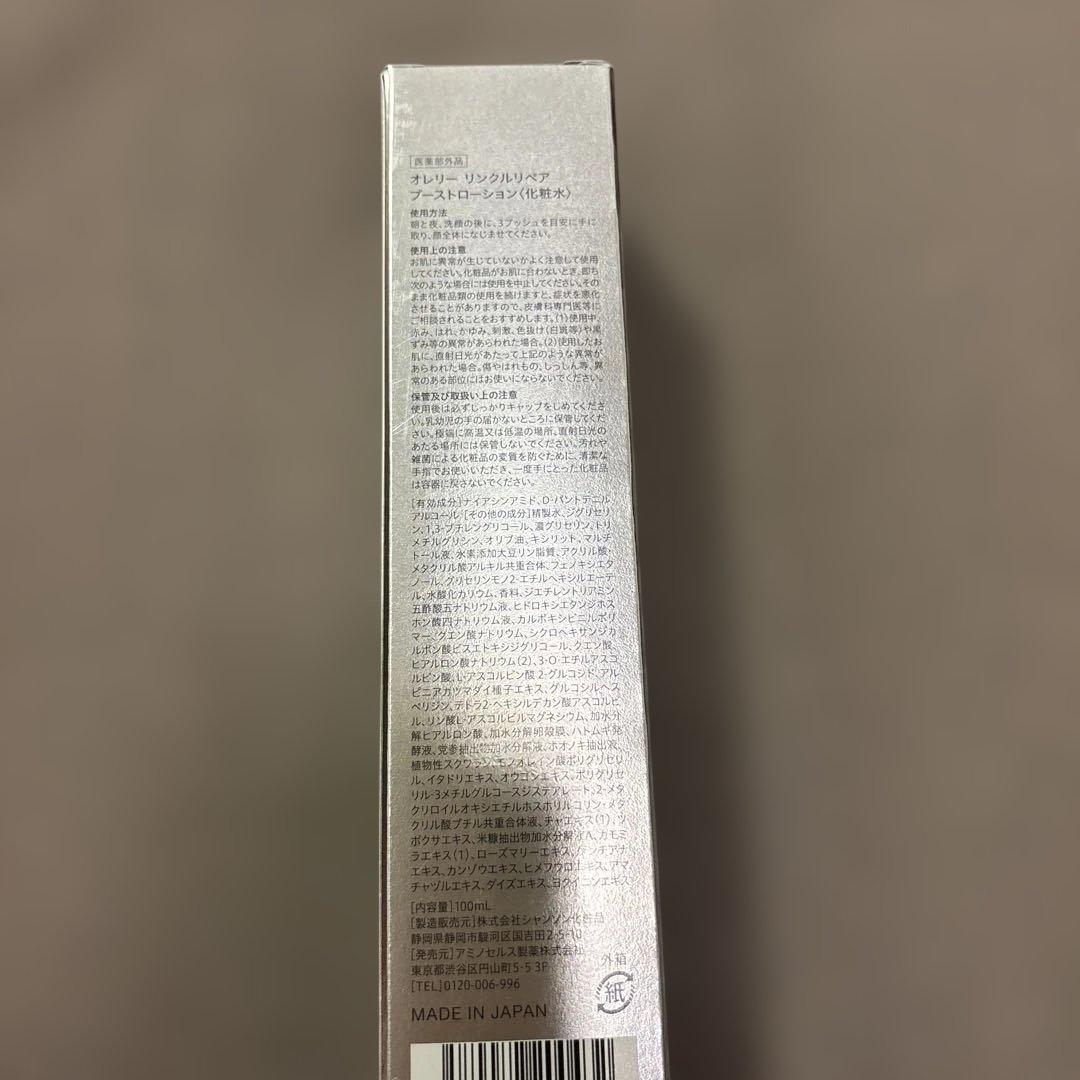 医薬部外品
オレリー リンクルリペア
ブーストローション〈化粧水〉
使用方法
朝と夜、洗顔の後に、3プッシュを目安に手に
取り、顔全体になじませてください。
使用上の注意
お肌に異常が生じていないかよく注意して使用
してください。化粧品がお肌に合わないとき、即ち
次のような場合には使用を中止してください。その
まま化粧品類の使用を続けますと、症状を悪化
させることがありますので、皮膚科専門医等に
ご相談されることをおすすめします。(1)使用中、
赤み、はれ、かゆみ、刺激、色抜け(白斑等)や黒
ずみ等の異常があらわれた場合。(2)使用したお
肌に、直射日光があたって上記のような異常が
あらわれた場合。傷やはれもの、しっしん等、異
常のある部位にはお使いにならないでください。
保管及び取扱い上の注意
使用後は必ずしっかりキャップをしめてくださ
い。乳幼児の手の届かないところに保管してくだ
さい。極端に高温又は低温の場所、直射日光の
あたる場所には保管しないでください。汚れや
雑菌による化粧品の変質を防ぐために、清潔な
手指でお使いいただき、一度手にとった化粧品
は容器に戻さないでください。
[有効成分]ナイアシンアミド、D-パントテニル
アルコール、[その他の成分]精製水、ジグリセリ
ン、1,3-ブチレングリコール、濃グリセリン、トリ
メチルグリシン、オリブ油、キシリット、マルチ
トール液、水素添加大豆リン脂質、アクリル酸・
メタクリル酸アルキル共重合体、フェノキシエタ
ノール、グリセリンモノ2-エチルヘキシルエーテ
ル、水酸化カリウム、香料、ジエチレントリアミン
五酢酸五ナトリウム液、ヒドロキシエタンジホス
ホン酸四ナトリウム液、カルボキシビニルポリ
マー、クエン酸ナトリウム、シクロヘキサンジカ
ルボン酸ビスエトキシジグリコール、クエン酸、
ヒアルロン酸ナトリウム(2)、3-O-エチルアスコ
ルビン酸、L-アスコルビン酸 2-グルコシド、アル
ピニアカツマダイ種子エキス、グルコシルヘス
ペリジン、テトラ2-ヘキシルデカン酸アスコルビ
ル、リン酸L-アスコルビルマグネシウム、加水分
解ヒアルロン酸、加水分解卵殻膜、ハトムギ発
酵液、党参抽出物加水分解液、ホオノキ抽出液、
植物性スクワラン、モノオレイン酸ポリグリセリ
ル、イタドリエキス、オウゴンエキス、ポリグリセ
リル-3メチルグルコースジステアレート、2-メタ
クリロイルオキシエチルホスホリルコリン・メタ
クリル酸ブチル共重合体液、チャエキス(1)、ツ
ボクサエキス、米糠抽出物加水分解液A、カモミ
ラエキス(1)、ローズマリーエキス、ゲンチアナ
エキス、カンゾウエキス、ヒメフウロエキス、アマ
チャヅルエキス、ダイズエキス、ヨクイニンエキス
[内容量]100mL
[製造販売元]株式会社シャンソン化粧品
静岡県静岡市駿河区国吉田2-5-10
[発売元]アミノセルス製薬株式会社
東京都渋谷区円山町5-5 3F
[TEL]0120-006-996
外箱
紙
MADE IN JAPAN